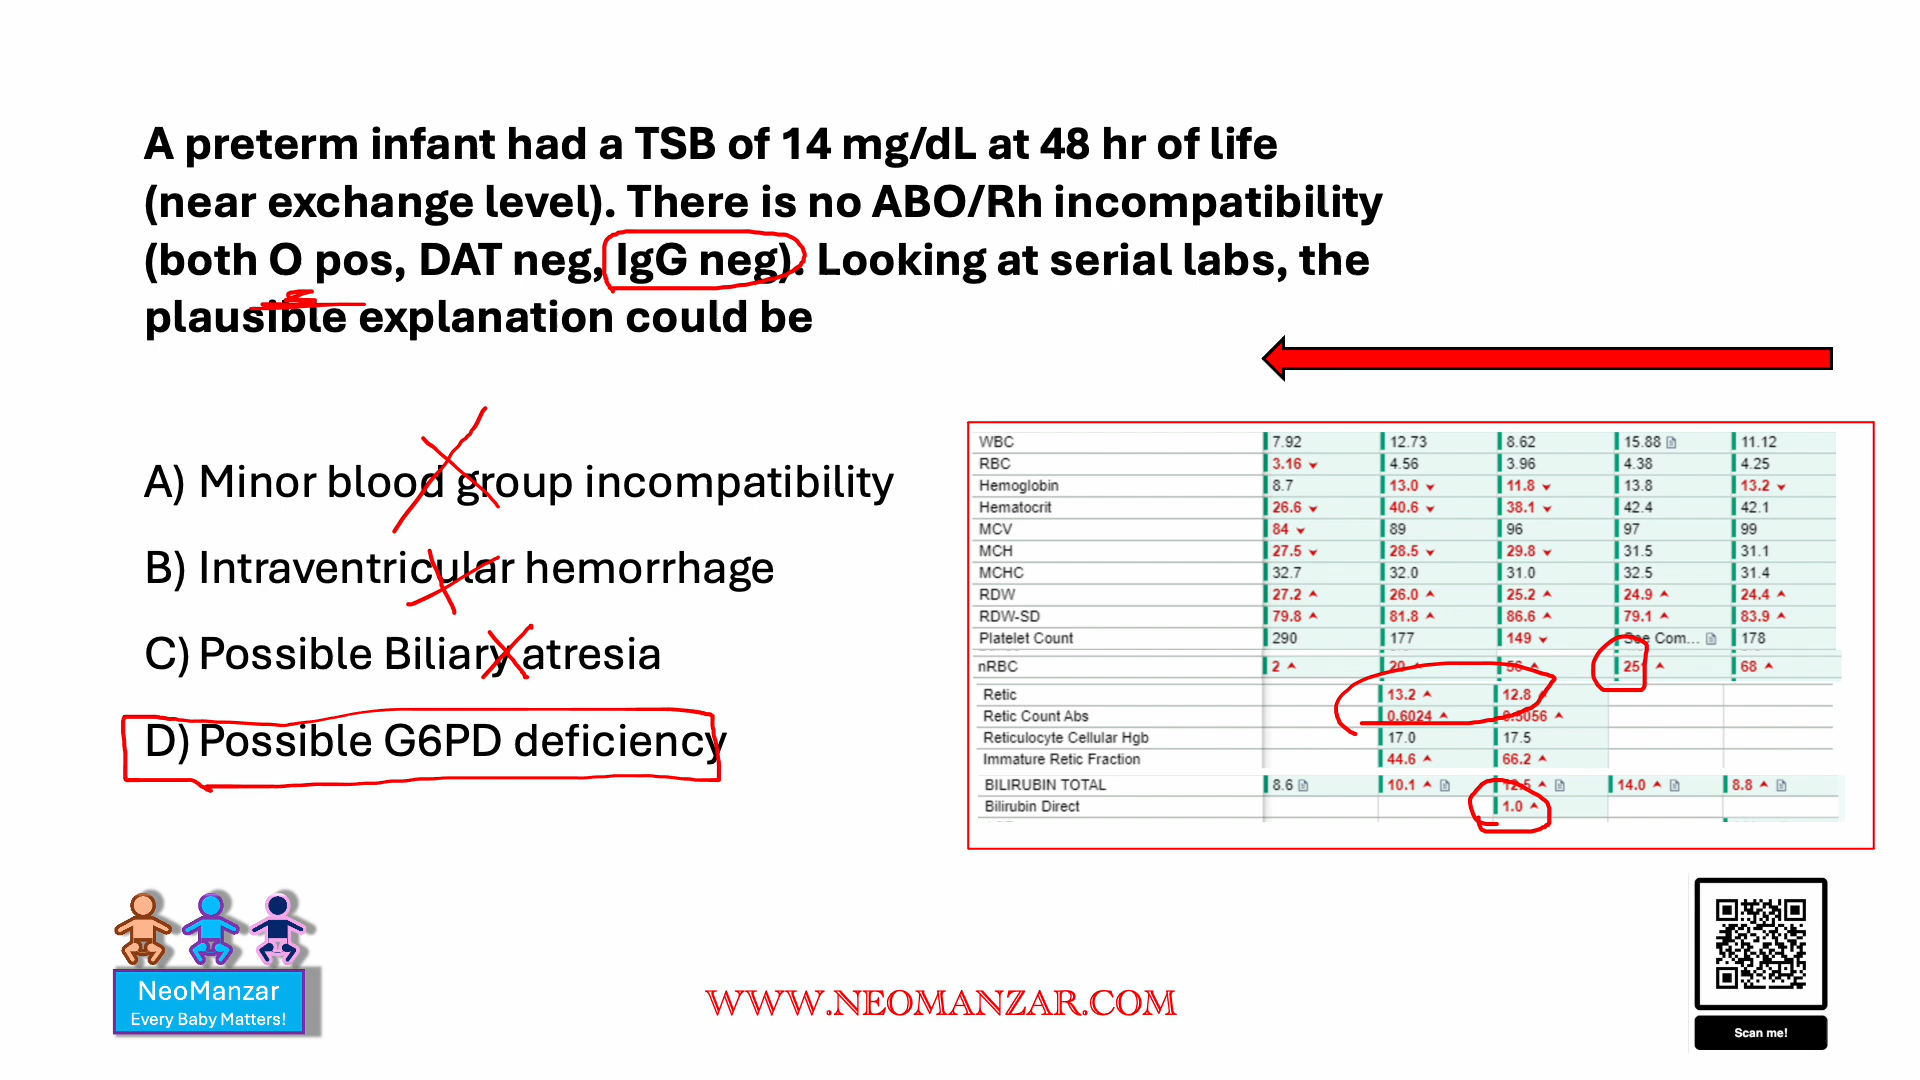 A preterm infant had a TSB of 14 mg/dL at 48 hr of life
(near exchange level). There is no ABO/Rh incompatibility
(both O pos, DAT neg, IgG neg). Looking at serial labs, the
plausible explanation could be
A) Minor blood group incompatibility
B) Intraventricular hemorrhage
C) Possible Biliary atresia
D) Possible G6PD deficiency
WBC 7.92 12.73 8.62 15.88 11.12
RBC 3.16 4.56 3.96 4.38 4.25
Hemoglobin 8.7 13.0 11.8 13.8 13.2
Hematocrit 26.6 40.6 38.1 42.4 42.1
MCV 84 89 96 97 99
MCH 27.5 28.5 29.8 31.5 31.1
MCHC 32.7 32.0 31.0 32.5 31.4
RDW 27.2 26.0 25.2 24.9 24.4
RDW-SD 79.8 81.8 86.6 79.1 83.9
Platelet Count 290 177 149 See Com... 178
nRBC 2 20 56 68
Retic 13.2 12.8
Retic Count Abs 0.6024 0.5056
Reticulocyte Cellular Hgb 17.0 17.5
Immature Retic Fraction 44.6 66.2
BILIRUBIN TOTAL 8.6 10.1 12.5 14.0 8.8
Bilirubin Direct 1.0
NeoManzar
Every Baby Matters!
WWW.NEOMANZAR.COM
Scan me!